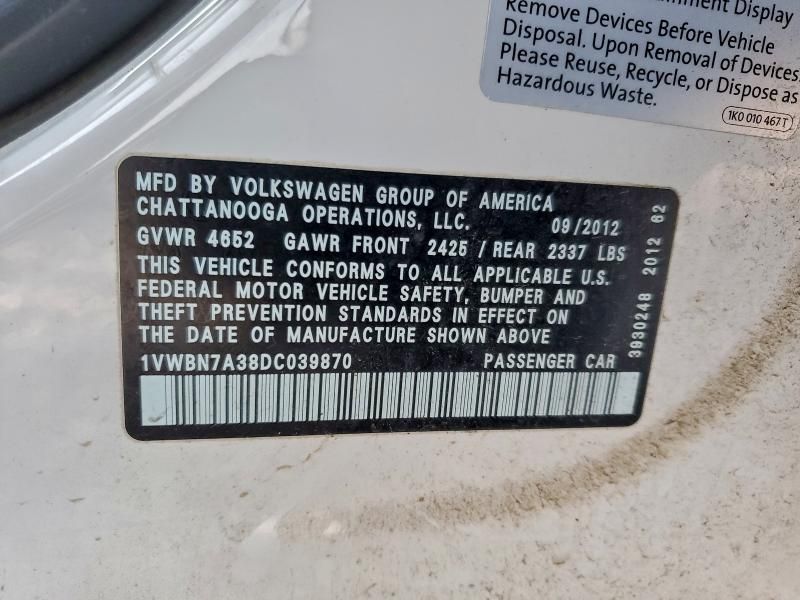 Display
Remove Devices Before Vehicle
Disposal. Upon Removal of Devices,
Please Reuse, Recycle, or Dispose as
Hazardous Waste.
1K0 010 467 T
MFD BY VOLKSWAGEN GROUP OF AMERICA
CHATTANOOGA OPERATIONS, LLC. 09/2012
GVWR 4652 GAWR FRONT 2425 / REAR 2337 LBS
THIS VEHICLE CONFORMS TO ALL APPLICABLE U.S.
FEDERAL MOTOR VEHICLE SAFETY, BUMPER AND
THEFT PREVENTION STANDARDS IN EFFECT ON
THE DATE OF MANUFACTURE SHOWN ABOVE
1VWBN7A38DC039870 PASSENGER CAR
3930248 2012 62